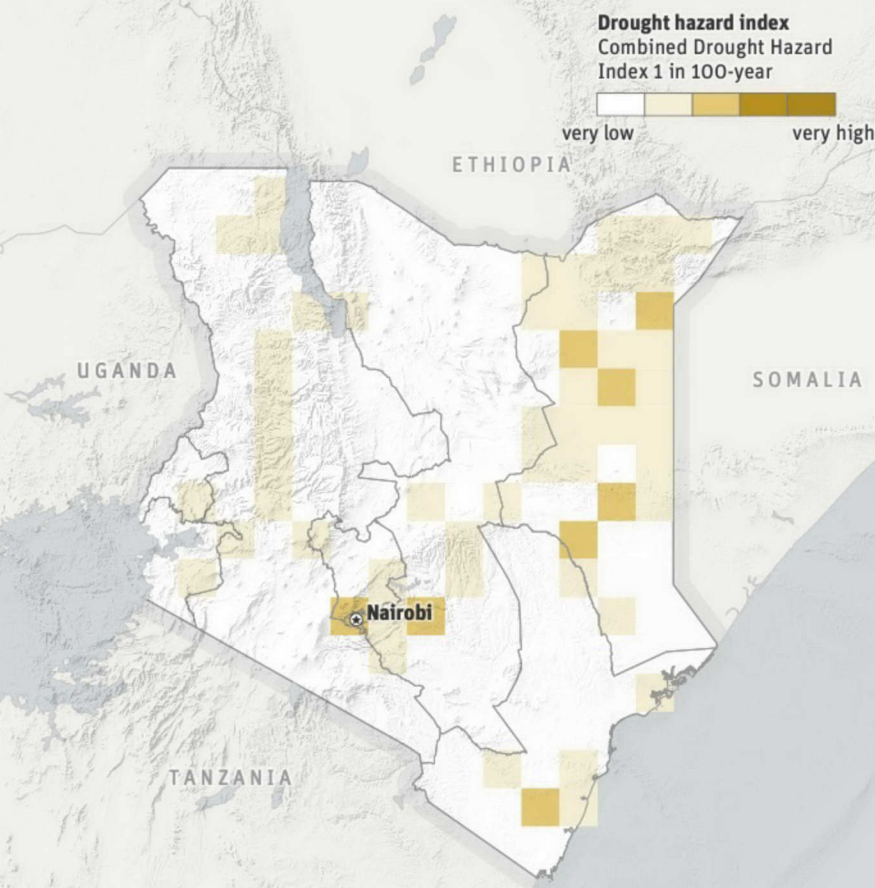 Drought hazard index
Combined Drought Hazard
Index 1 in 100-year
very low
very high
ETHIOPIA
UGANDA
SOMALIA
Nairobi
TANZANIA